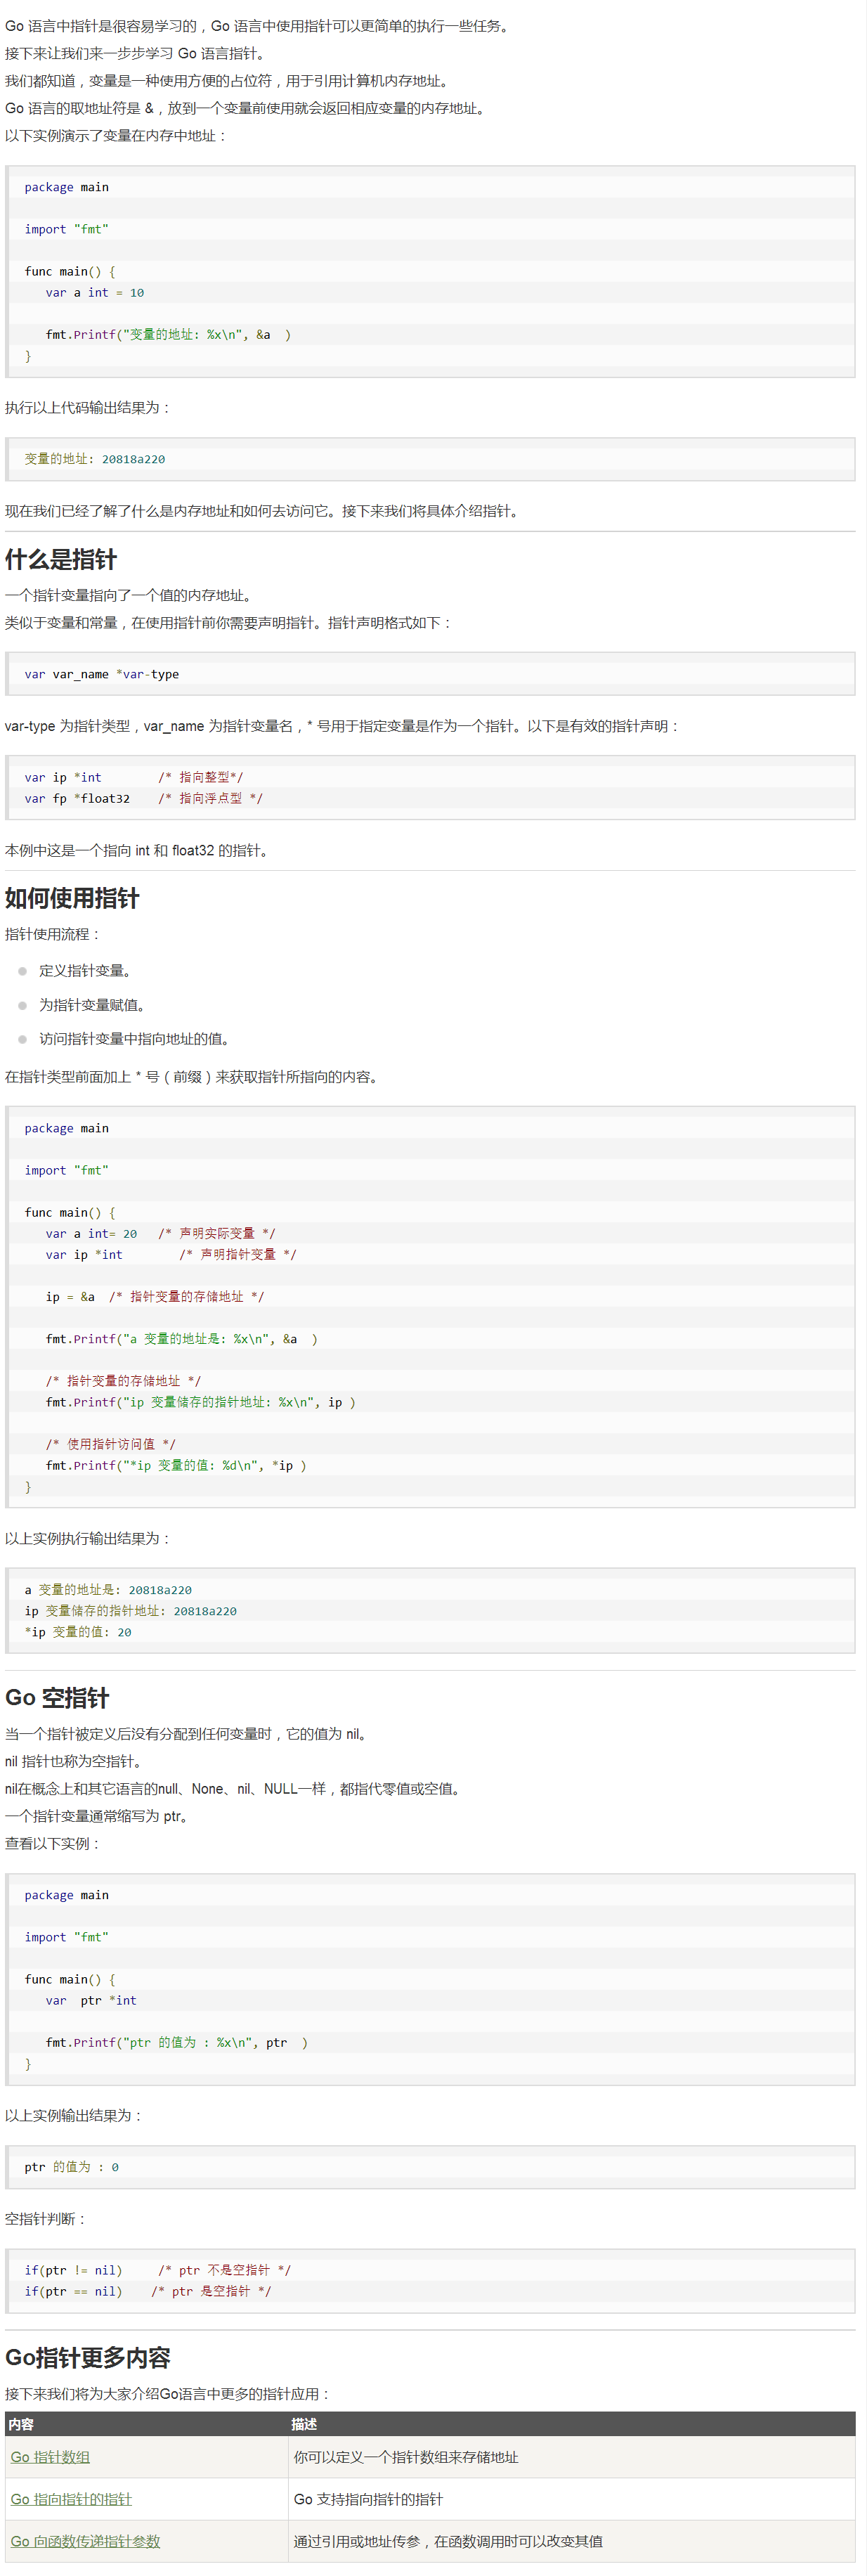 Go 语言中指针是很容易学习的，Go 语言中使用指针可以更简单的执行一些任务。
接下来让我们来一步步学习 Go 语言指针。
我们都知道，变量是一种使用方便的占位符，用于引用计算机内存地址。
Go 语言的取地址符是 &，放到一个变量前使用就会返回相应变量的内存地址。
以下实例演示了变量在内存中地址：
package main
import "fmt"
func main() {
   var a int = 10
   fmt.Printf("变量的地址: %x\n", &a  )
}
执行以上代码输出结果为：
变量的地址: 20818a220
现在我们已经了解了什么是内存地址和如何去访问它。接下来我们将具体介绍指针。
什么是指针
一个指针变量指向了一个值的内存地址。
类似于变量和常量，在使用指针前你需要声明指针。指针声明格式如下：
var var_name *var-type
var-type 为指针类型，var_name 为指针变量名，* 号用于指定变量是作为一个指针。以下是有效的指针声明：
var ip *int        /* 指向整型*/
var fp *float32    /* 指向浮点型 */
本例中这是一个指向 int 和 float32 的指针。
如何使用指针
指针使用流程：
定义指针变量。
为指针变量赋值。
访问指针变量中指向地址的值。
在指针类型前面加上 * 号（前缀）来获取指针所指向的内容。
package main
import "fmt"
func main() {
   var a int= 20   /* 声明实际变量 */
   var ip *int        /* 声明指针变量 */
   ip = &a  /* 指针变量的存储地址 */
   fmt.Printf("a 变量的地址是: %x\n", &a  )
   /* 指针变量的存储地址 */
   fmt.Printf("ip 变量储存的指针地址: %x\n", ip )
   /* 使用指针访问值 */
   fmt.Printf("*ip 变量的值: %d\n", *ip )
}
以上实例执行输出结果为：
a 变量的地址是: 20818a220
ip 变量储存的指针地址: 20818a220
*ip 变量的值: 20
Go 空指针
当一个指针被定义后没有分配到任何变量时，它的值为 nil。
nil 指针也称为空指针。
nil在概念上和其它语言的null、None、nil、NULL一样，都指代零值或空值。
一个指针变量通常缩写为 ptr。
查看以下实例：
package main
import "fmt"
func main() {
   var  ptr *int
   fmt.Printf("ptr 的值为 : %x\n", ptr  )
}
以上实例输出结果为：
ptr 的值为 : 0
空指针判断：
if(ptr != nil)     /* ptr 不是空指针 */
if(ptr == nil)    /* ptr 是空指针 */
Go指针更多内容
接下来我们将为大家介绍Go语言中更多的指针应用：
内容 描述
Go 指针数组 你可以定义一个指针数组来存储地址
Go 指向指针的指针 Go 支持指向指针的指针
Go 向函数传递指针参数 通过引用或地址传参，在函数调用时可以改变其值